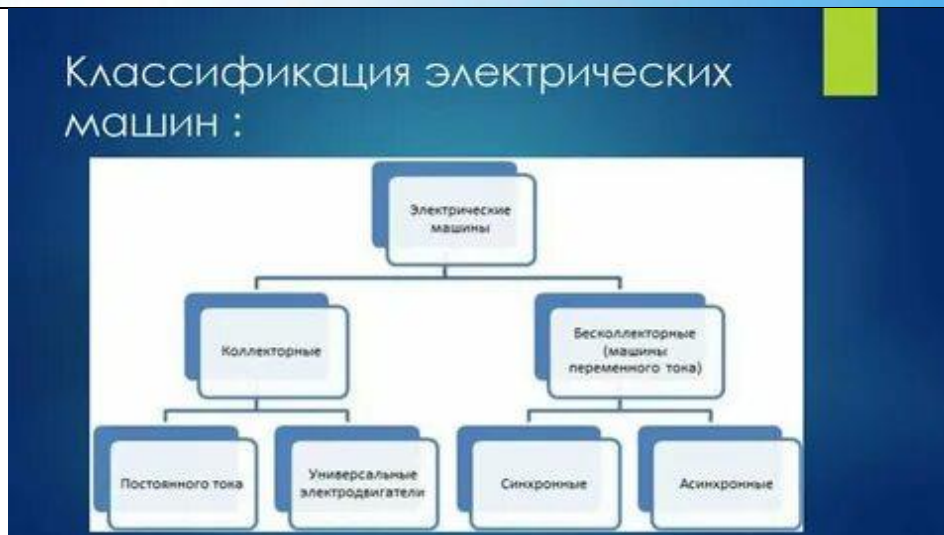 Классификация электрических
машин :
Электрические
машины
Коллекторные
Бесколлекторные
(машины
переменного тока)
Постоянного тока
Универсальные
электродвигатели
Синхронные
Асинхронные